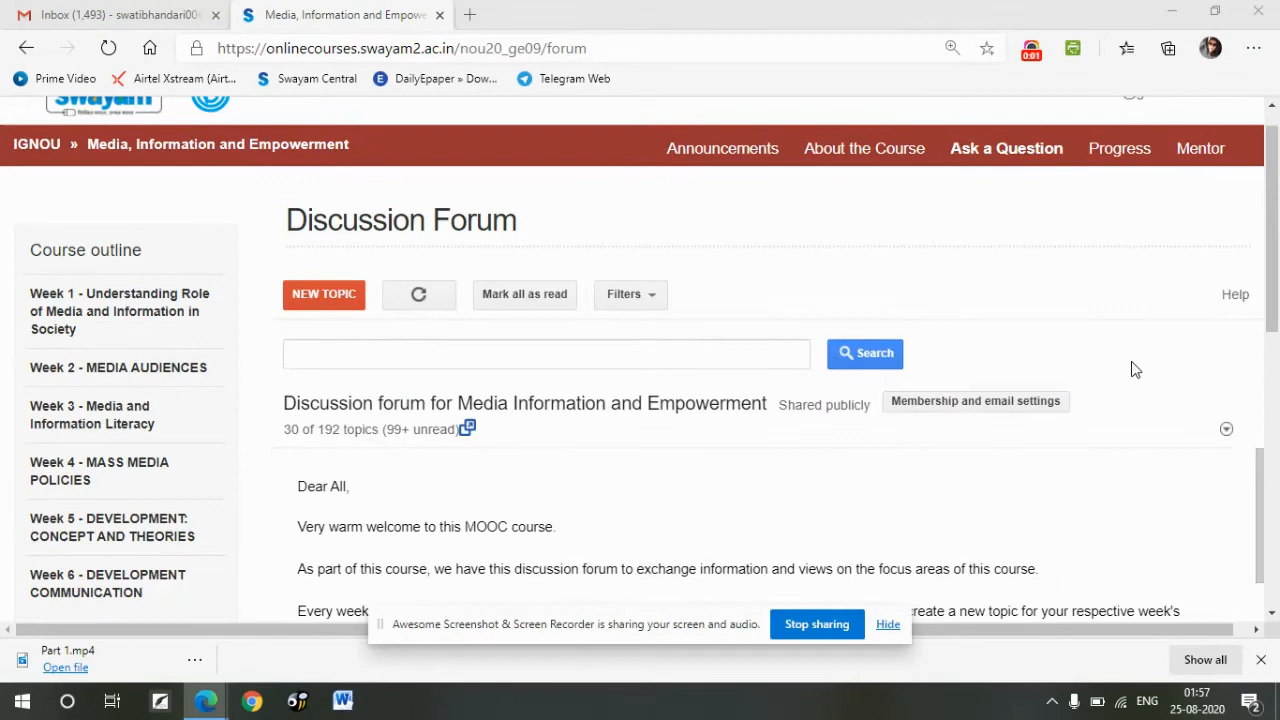 Inbox (1,493) - swatibhandari00
Media, Information and Empowe
https://onlinecourses.swayam2.ac.in/nou20_ge09/forum
0:01
Prime Video
Airtel Xstream (Airt...
Swayam Central
DailyEpaper » Dow...
Telegram Web
swayam
IGNOU » Media, Information and Empowerment
Announcements
About the Course
Ask a Question
Progress
Mentor
Discussion Forum
Course outline
Week 1 - Understanding Role
of Media and Information in
Society
Week 2 - MEDIA AUDIENCES
Week 3 - Media and
Information Literacy
Week 4 - MASS MEDIA
POLICIES
Week 5 - DEVELOPMENT:
CONCEPT AND THEORIES
Week 6 - DEVELOPMENT
COMMUNICATION
NEW TOPIC
Mark all as read
Filters
Help
Search
Discussion forum for Media Information and Empowerment
Shared publicly
Membership and email settings
30 of 192 topics (99+ unread)
Dear All,
Very warm welcome to this MOOC course.
As part of this course, we have this discussion forum to exchange information and views on the focus areas of this course.
Every week
create a new topic for your respective week's
Awesome Screenshot & Screen Recorder is sharing your screen and audio.
Stop sharing
Hide
Part 1.mp4
Open file
Show all
ENG
01:57
25-08-2020
2